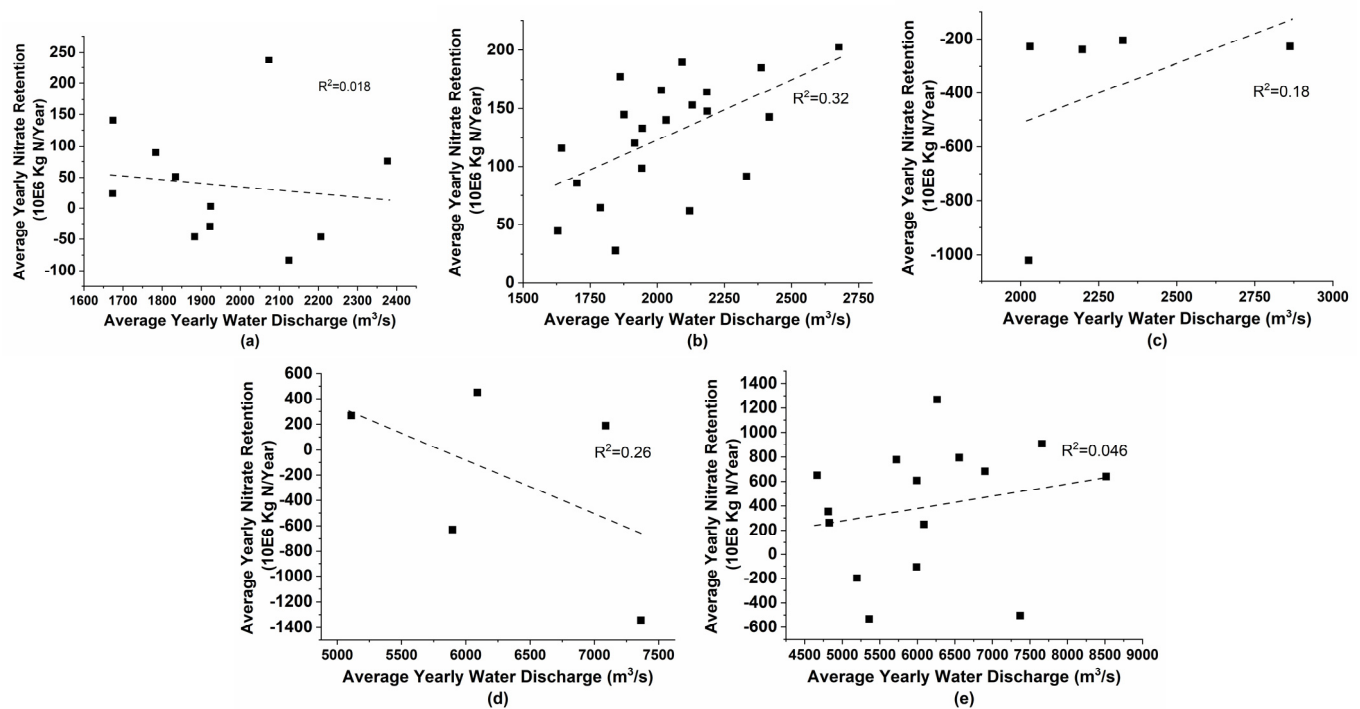 Average Yearly Nitrate Retention
(10E6 Kg N/Year)
250
200
150
100
50
0
-50
-100
R²=0.018
1600 1700 1800 1900 2000 2100 2200 2300 2400
Average Yearly Water Discharge (m³/s)
(a)
Average Yearly Nitrate Retention
(10E6 Kg N/Year)
200
150
100
50
0
R²=0.32
1500 1750 2000 2250 2500 2750
Average Yearly Water Discharge (m³/s)
(b)
Average Yearly Nitrate Retention
(10E6 Kg N/Year)
-200
-400
-600
-800
-1000
R²=0.18
2000 2250 2500 2750 3000
Average Yearly Water Discharge (m³/s)
(c)
Average Yearly Nitrate Retention
(10E6 Kg N/Year)
600
400
200
0
-200
-400
-600
-800
-1000
-1200
-1400
R²=0.26
5000 5500 6000 6500 7000 7500
Average Yearly Water Discharge (m³/s)
(d)
Average Yearly Nitrate Retention
(10E6 Kg N/Year)
1400
1200
1000
800
600
400
200
0
-200
-400
-600
R²=0.046
4500 5000 5500 6000 6500 7000 7500 8000 8500 9000
Average Yearly Water Discharge (m³/s)
(e)